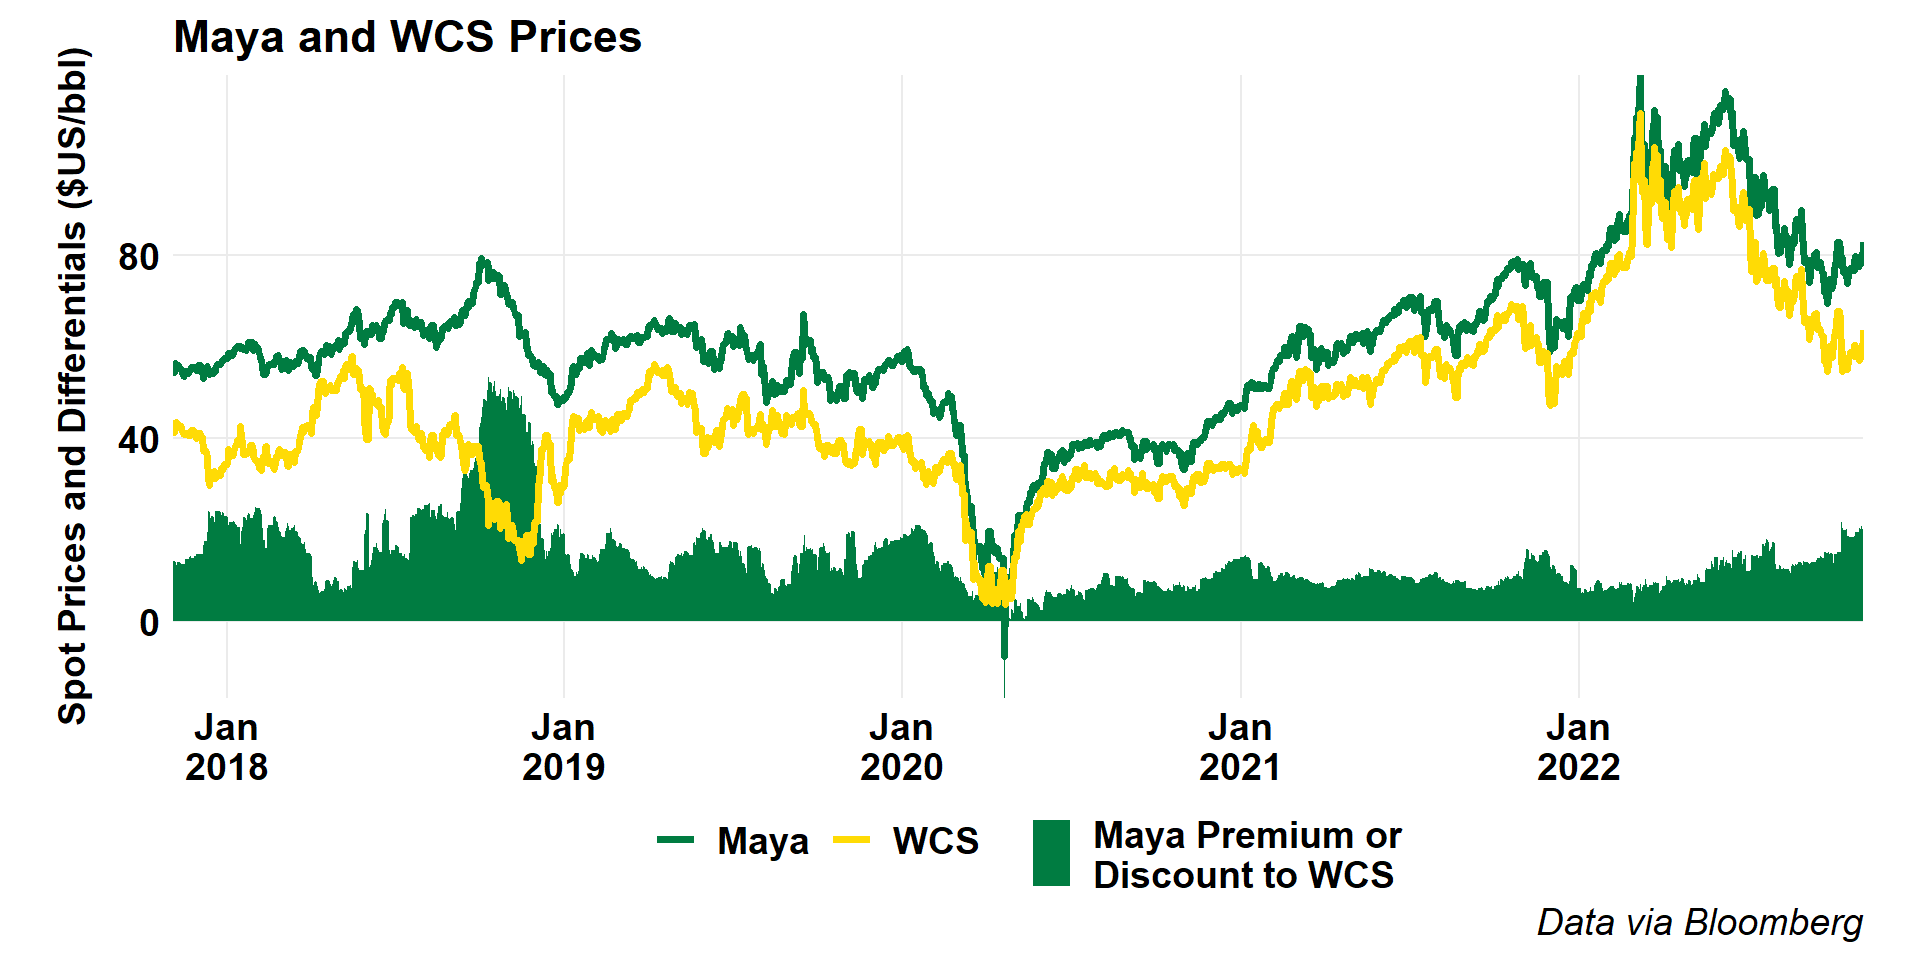 Maya and WCS Prices
Spot Prices and Differentials ($US/bbl)
80
40
0
Jan
2018
Jan
2019
Jan
2020
Jan
2021
Jan
2022
Maya
WCS
Maya Premium or
Discount to WCS
Data via Bloomberg